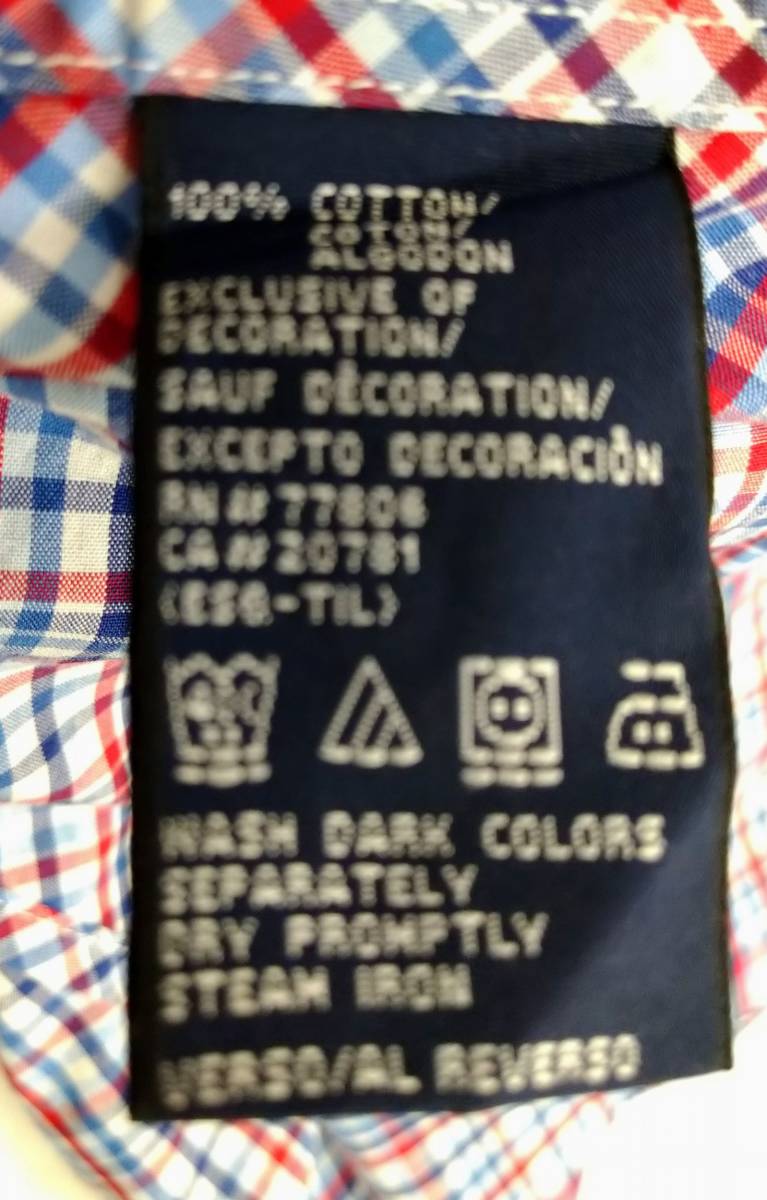 100% COTTON/
COTON/
ALGODON
EXCLUSIVE OF
DECORATION/
SAUF DÉCORATION/
EXCEPTO DECORACIÓN
RN# 77806
CA# 20781
(ESG-TIL)
WASH DARK COLORS
SEPARATELY
DRY PROMPTLY
STEAM IRON
VERSO/AL REVERSO